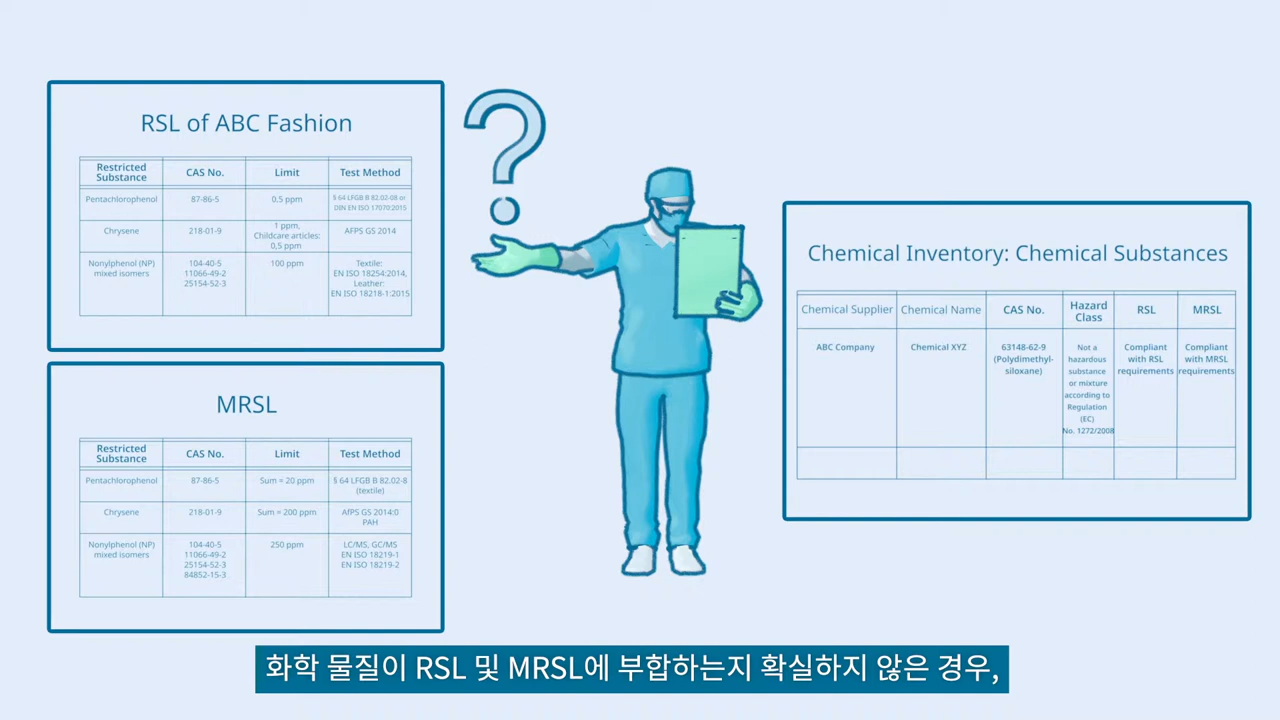 RSL of ABC Fashion
Restricted Substance CAS No. Limit Test Method
Pentachlorophenol 87-86-5 0,5 ppm § 64 LFGB B 82.02-08 or DIN EN ISO 17070:2015
Chrysene 218-01-9 1 ppm, Childcare articles: 0,5 ppm AFPS GS 2014
Nonylphenol (NP) mixed isomers 104-40-5 11066-49-2 25154-52-3 100 ppm Textile: EN ISO 18254:2014, Leather: EN ISO 18218-1:2015
MRSL
Restricted Substance CAS No. Limit Test Method
Pentachlorophenol 87-86-5 Sum = 20 ppm § 64 LFGB B 82.02-8 (textile)
Chrysene 218-01-9 Sum = 200 ppm AfPS GS 2014:0 PAH
Nonylphenol (NP) mixed isomers 104-40-5 11066-49-2 25154-52-3 84852-15-3 250 ppm LC/MS, GC/MS EN ISO 18219-1 EN ISO 18219-2
?
Chemical Inventory: Chemical Substances
Chemical Supplier Chemical Name CAS No. Hazard Class RSL MRSL
ABC Company Chemical XYZ 63148-62-9 (Polydimethyl-siloxane) Not a hazardous substance or mixture according to Regulation (EC) No. 1272/2008 Compliant with RSL requirements Compliant with MRSL requirements
화학 물질이 RSL 및 MRSL에 부합하는지 확실하지 않은 경우,